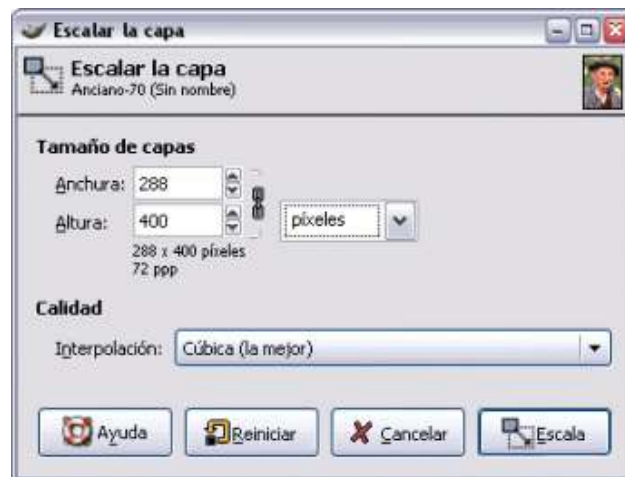 Escalar la capa
Escalar la capa
Anciano-70 (Sin nombre)
Tamaño de capas
Anchura: 288
Altura: 400 píxeles
288 x 400 píxeles
72 ppp
Calidad
Interpolación: Cúbica (la mejor)
Ayuda Reiniciar Cancelar Escala